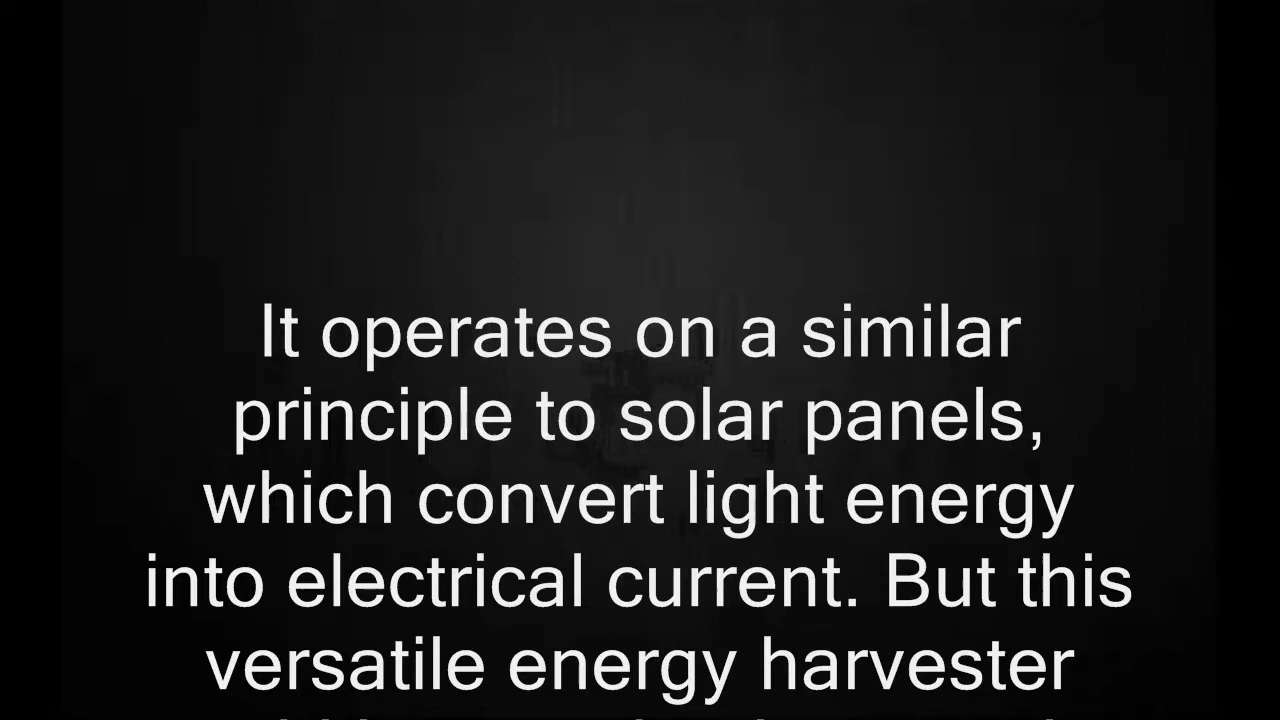 It operates on a similar
principle to solar panels,
which convert light energy
into electrical current. But this
versatile energy harvester